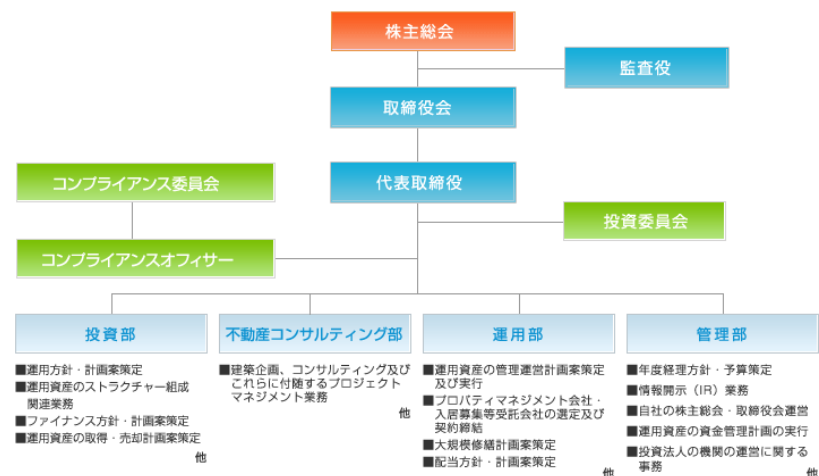 株主総会
監査役
取締役会
代表取締役
コンプライアンス委員会
投資委員会
コンプライアンスオフィサー
投資部
■運用方針・計画案策定
■運用資産のストラクチャー組成
関連業務
■ファイナンス方針・計画案策定
■運用資産の取得・売却計画案策定
他
不動産コンサルティング部
■建築企画、コンサルティング及び
これらに付随するプロジェクト
マネジメント業務
他
運用部
■運用資産の管理運営計画案策定
及び実行
■プロパティマネジメント会社・
入居募集等受託会社の選定及び
契約締結
■大規模修繕計画案策定
■配当方針・計画案策定
他
管理部
■年度経理方針・予算策定
■情報開示（IR）業務
■自社の株主総会・取締役会運営
■運用資産の資金管理計画の実行
■投資法人の機関の運営に関する
事務
他